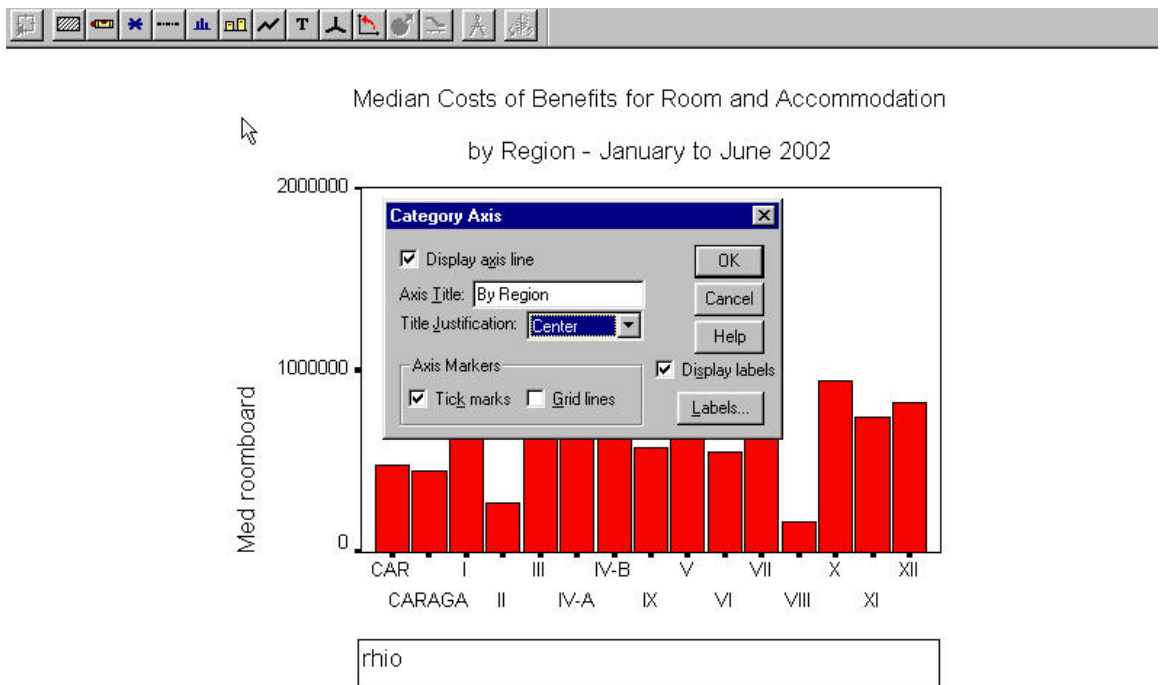 T
Median Costs of Benefits for Room and Accommodation
by Region - January to June 2002
2000000
1000000
0
Med roomboard
Category Axis
Display axis line
Axis Title: By Region
Title Justification: Center
Axis Markers
Tick marks Grid lines
OK
Cancel
Help
Display labels
Labels...
CAR I III IV-B V VII X XII
CARAGA II IV-A IX VI VIII XI
rhio